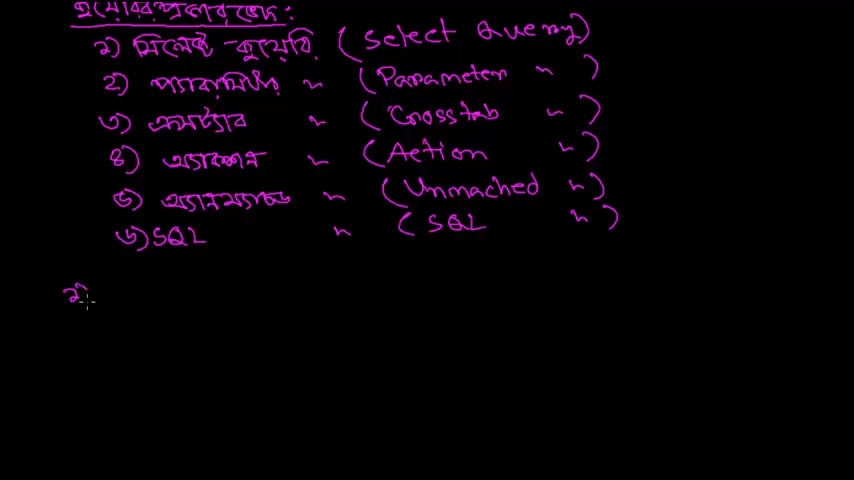 কুয়েরির প্রকারভেদ:
১) সিলেক্ট কুয়েরি (Select Query)
২) প্যারামিটার " (Parameter " )
৩) ক্রসট্যাব " (Crosstab " )
৪) অ্যাকশন " (Action " )
৫) আনম্যাচড " (Unmached " )
৬) SQL " (SQL " )